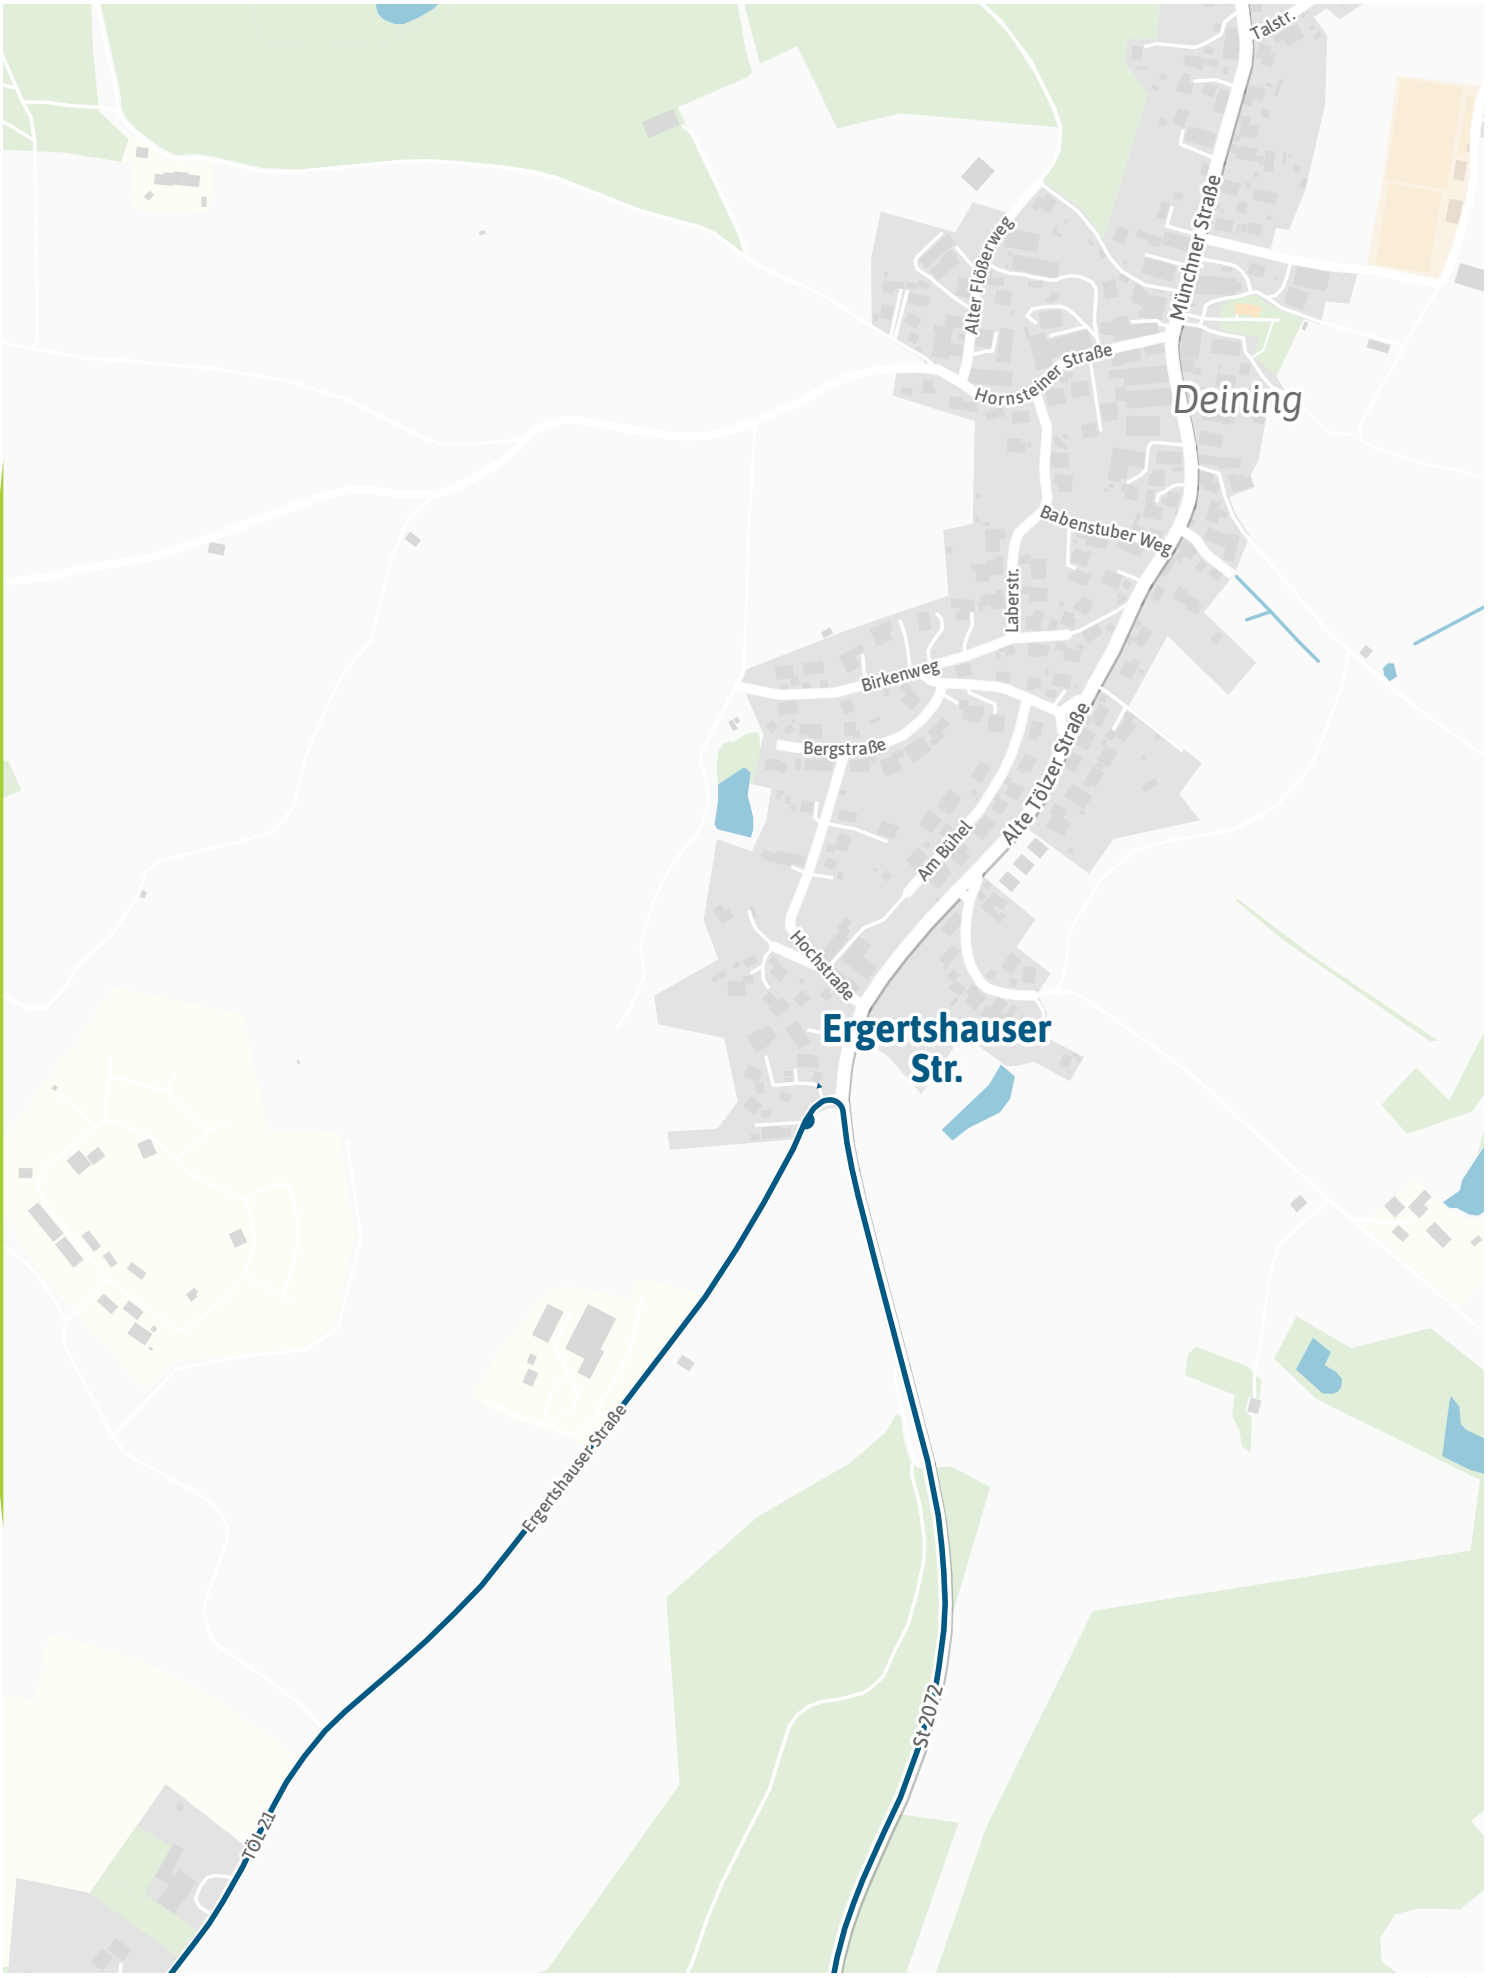 Talstr.
Münchner Straße
Alter Flößerweg
Hornsteiner Straße
Deining
Babenstuber Weg
Laberstr.
Birkenweg
Bergstraße
Alte Tölzer Straße
Am Bühel
Hochstraße
Ergertshauser
Str.
Ergertshauser Straße
St 2072
TÖL 21